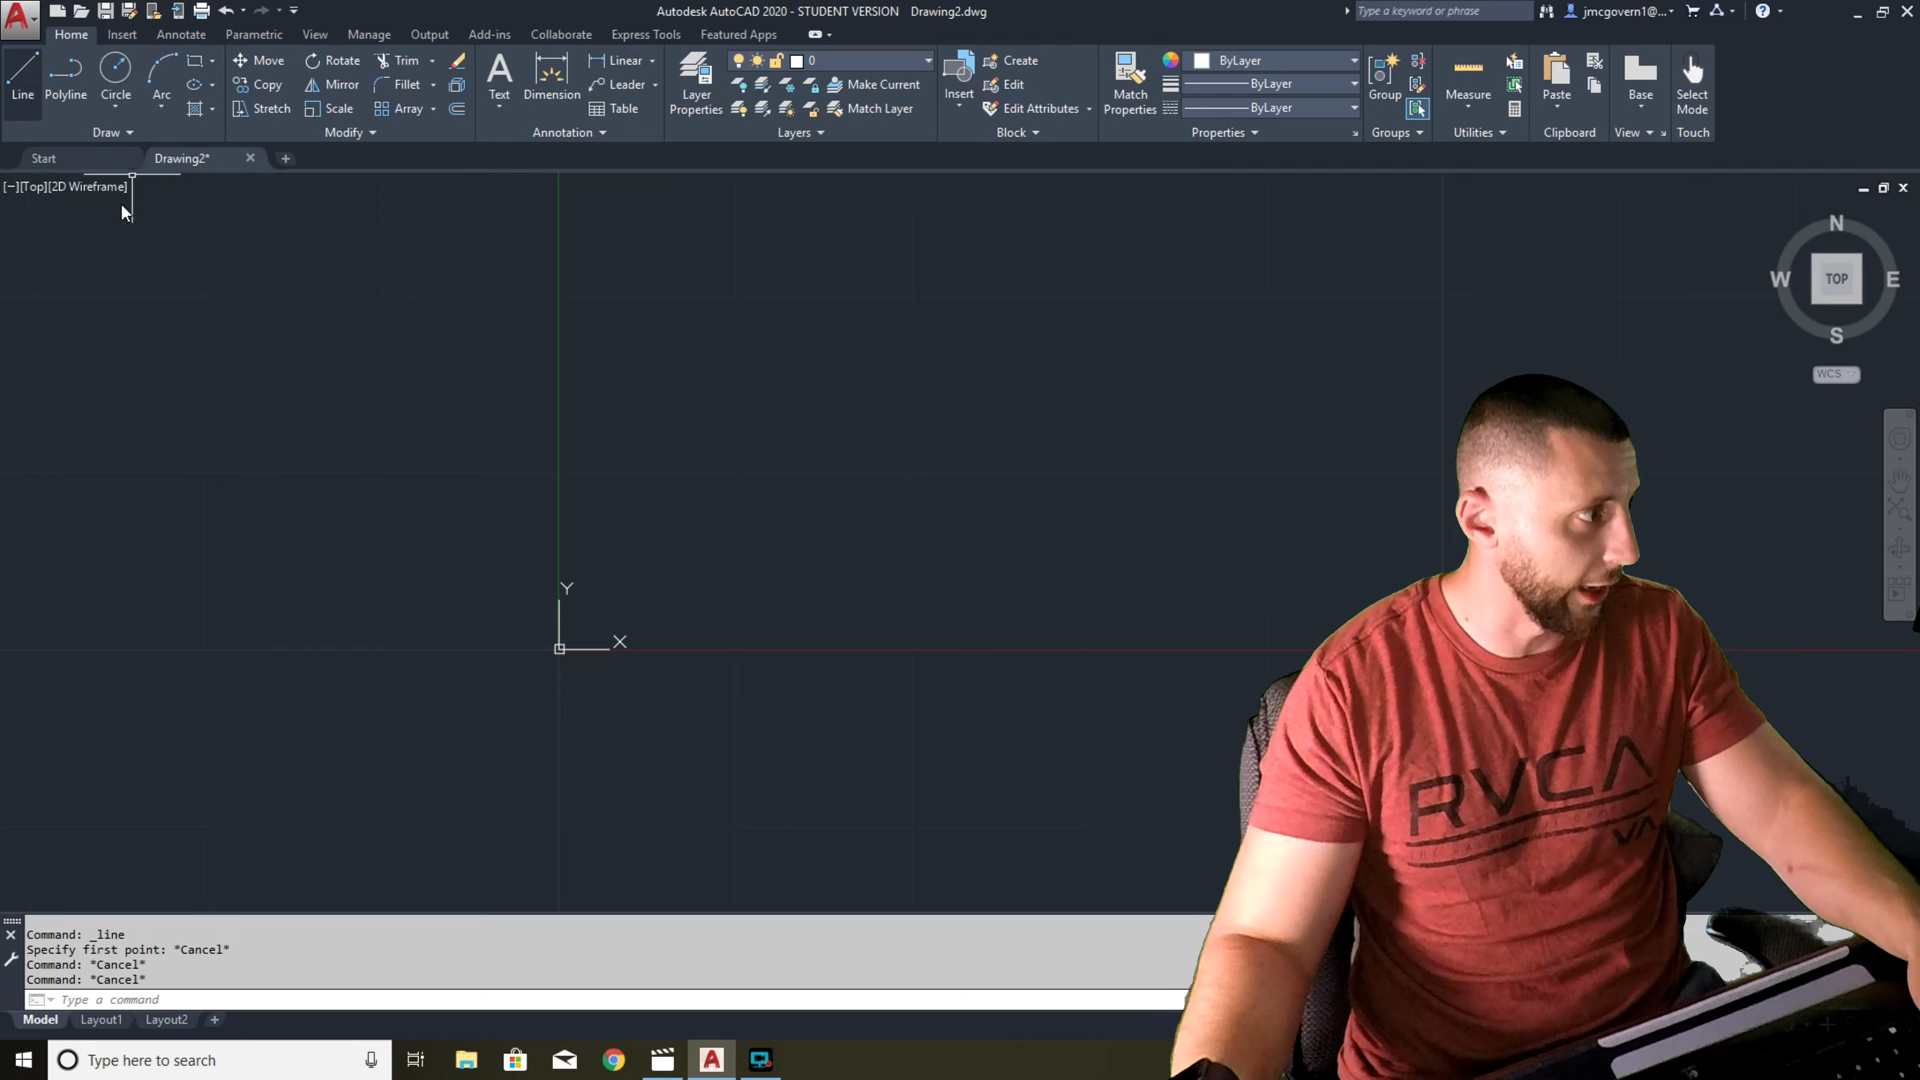 Autodesk AutoCAD 2020 - STUDENT VERSION Drawing2.dwg
Type a keyword or phrase
jmcgovern1@...
Home Insert Annotate Parametric View Manage Output Add-ins Collaborate Express Tools Featured Apps
Line Polyline Circle Arc
Move Rotate Trim
Copy Mirror Fillet
Stretch Scale Array
Text Dimension
Linear
Leader
Table
Layer Properties
0
Make Current
Match Layer
Insert
Create
Edit
Edit Attributes
Match Properties
ByLayer
ByLayer
ByLayer
Group
Measure
Paste
Base
Select Mode
Draw Modify Annotation Layers Block Properties Groups Utilities Clipboard View Touch
Start Drawing2*
[−][Top][2D Wireframe]
N
W TOP E
S
WCS
Y
X
RVCA
VA
Command: _line
Specify first point: *Cancel*
Command: *Cancel*
Command: *Cancel*
Type a command
Model Layout1 Layout2
Type here to search